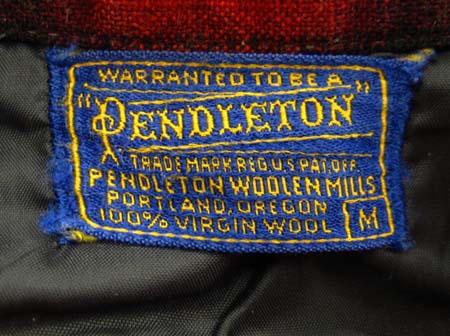 WARRANTED TO BE A
"PENDLETON"
TRADE MARK REG. U.S. PAT. OFF.
PENDLETON WOOLEN MILLS
PORTLAND, OREGON
100% VIRGIN WOOL
M